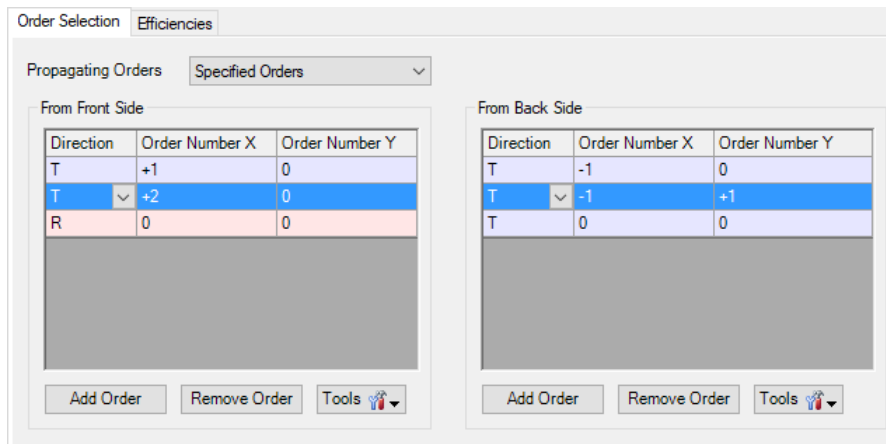 Order Selection Efficiencies
Propagating Orders Specified Orders
From Front Side
Direction Order Number X Order Number Y
T +1 0
T +2 0
R 0 0
Add Order Remove Order Tools
From Back Side
Direction Order Number X Order Number Y
T -1 0
T -1 +1
T 0 0
Add Order Remove Order Tools